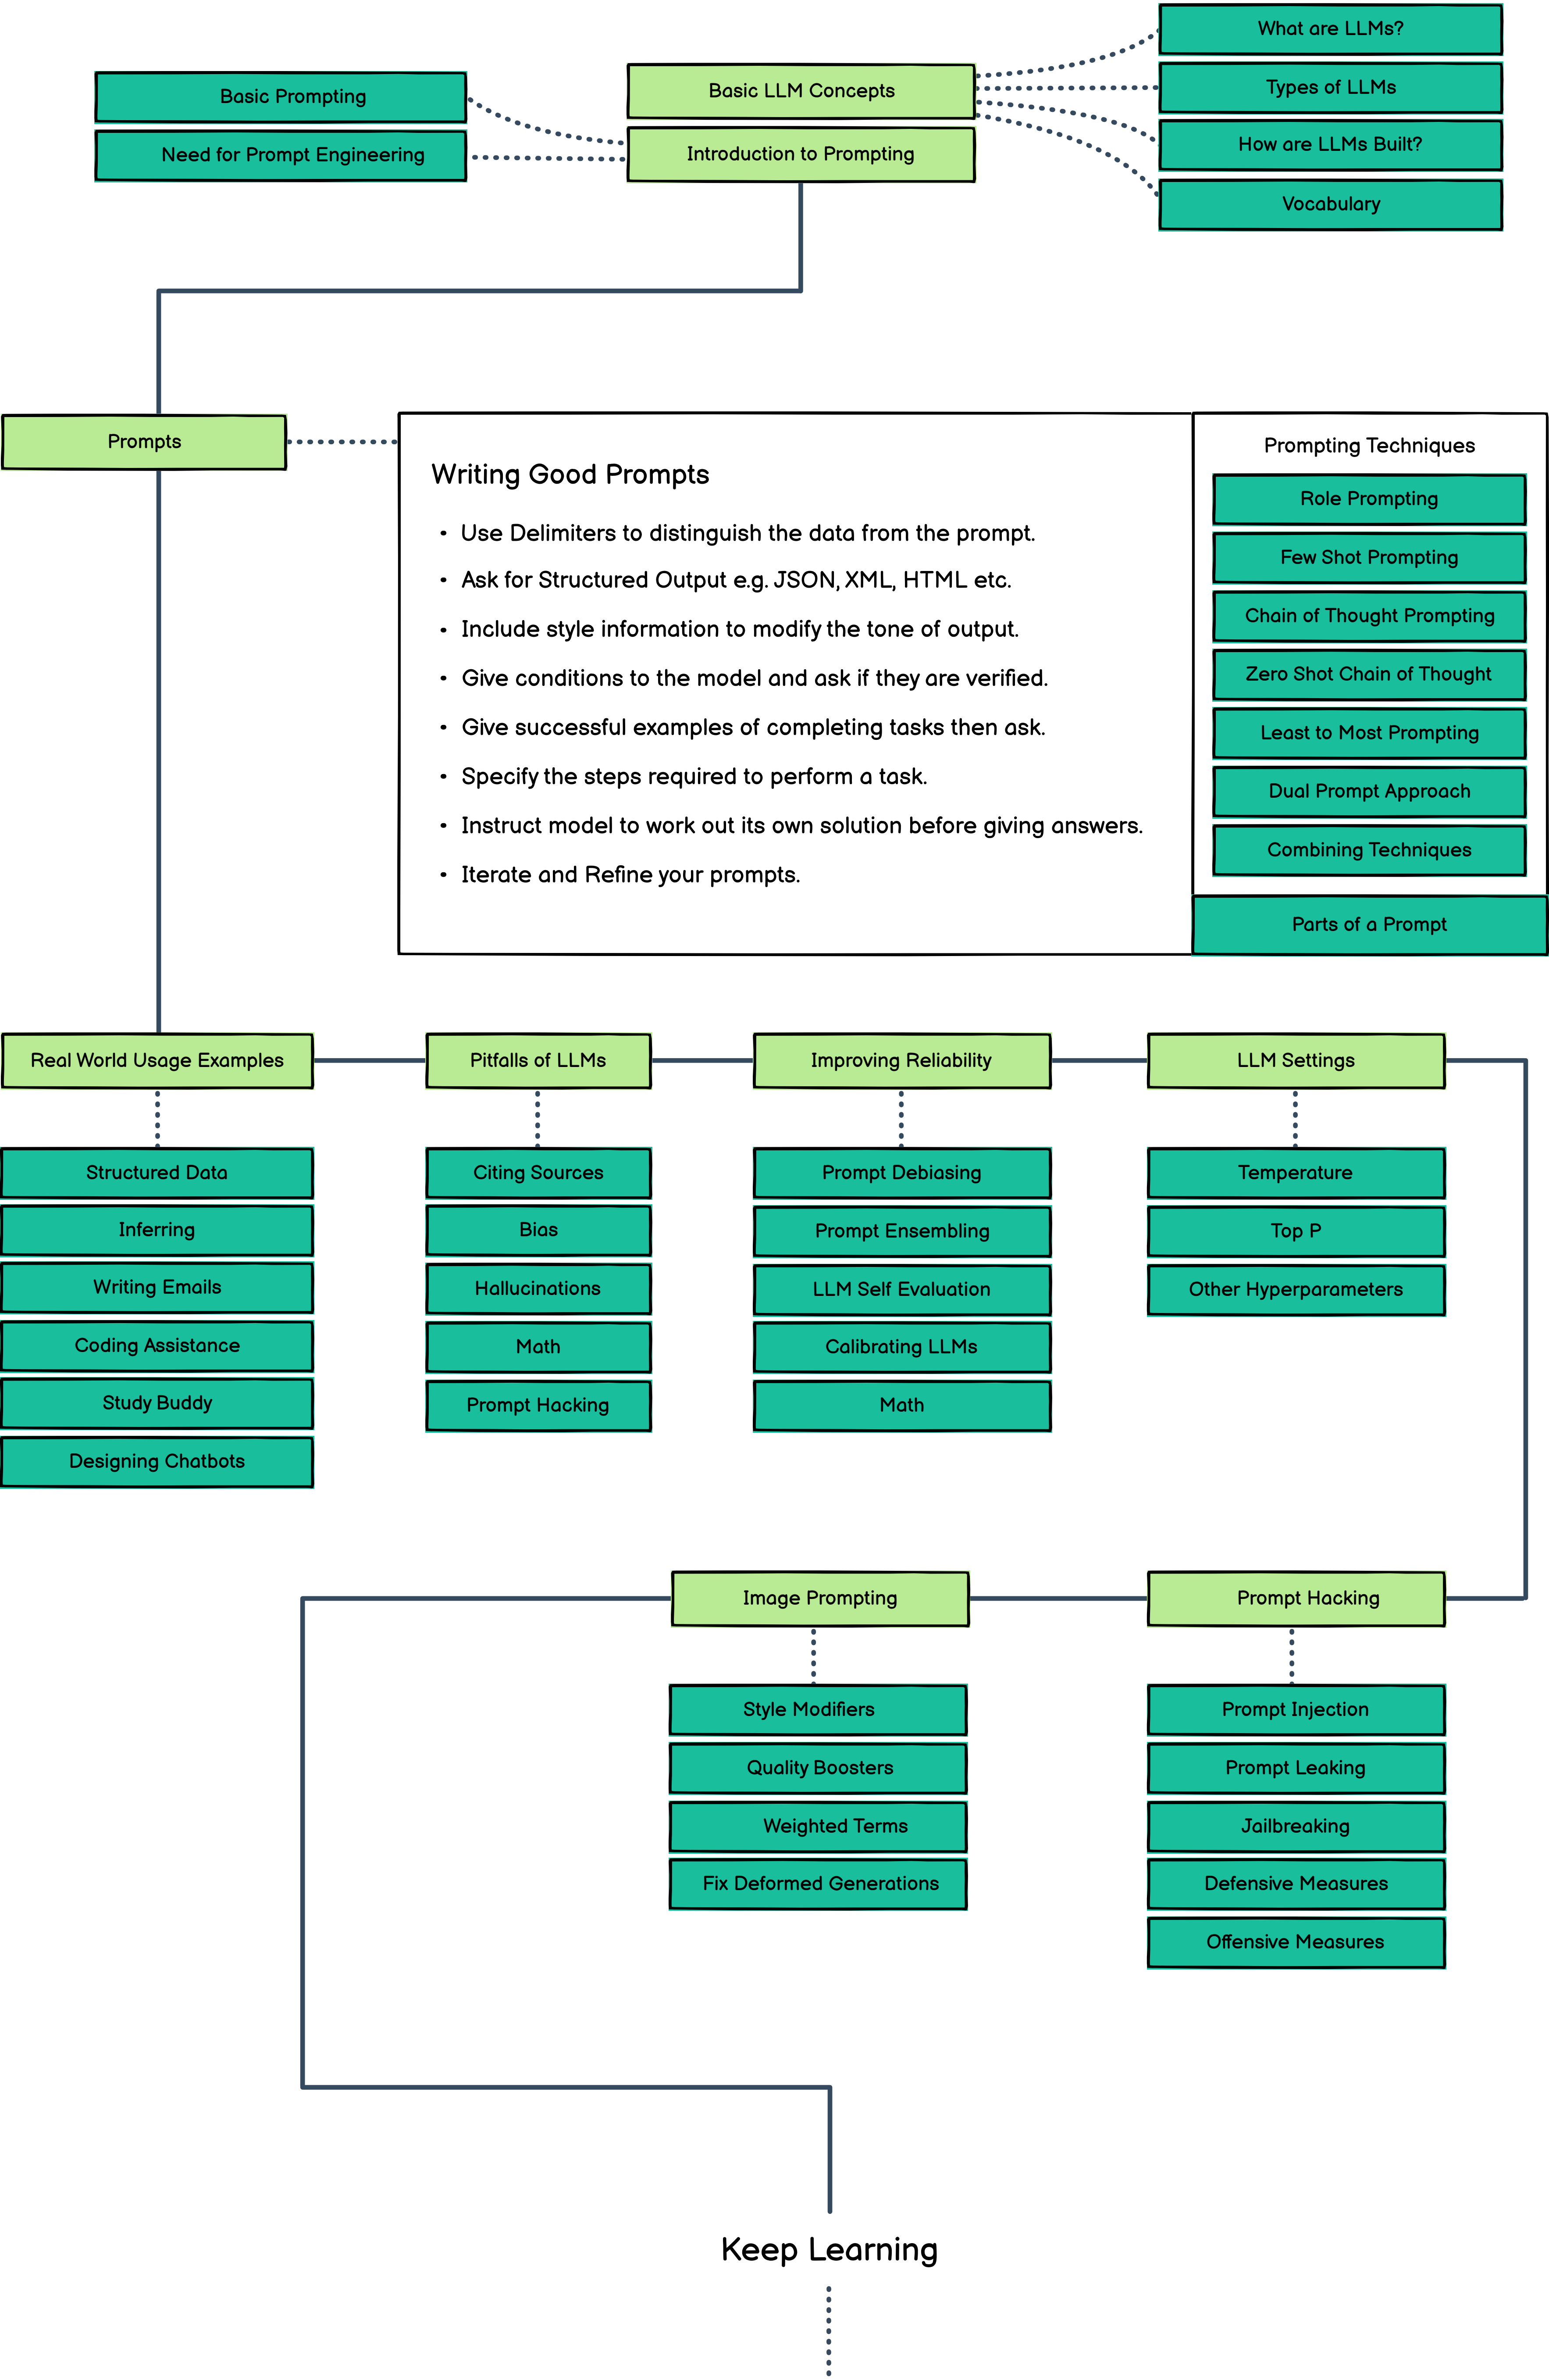 What are LLMs?
Basic LLM Concepts
Types of LLMs
Basic Prompting
How are LLMs Built?
Need for Prompt Engineering
Introduction to Prompting
Vocabulary
Prompts
Writing Good Prompts
• Use Delimiters to distinguish the data from the prompt.
• Ask for Structured Output e.g. JSON, XML, HTML etc.
• Include style information to modify the tone of output.
• Give conditions to the model and ask if they are verified.
• Give successful examples of completing tasks then ask.
• Specify the steps required to perform a task.
• Instruct model to work out its own solution before giving answers.
• Iterate and Refine your prompts.
Prompting Techniques
Role Prompting
Few Shot Prompting
Chain of Thought Prompting
Zero Shot Chain of Thought
Least to Most Prompting
Dual Prompt Approach
Combining Techniques
Parts of a Prompt
Real World Usage Examples
Structured Data
Inferring
Writing Emails
Coding Assistance
Study Buddy
Designing Chatbots
Pitfalls of LLMs
Citing Sources
Bias
Hallucinations
Math
Prompt Hacking
Improving Reliability
Prompt Debiasing
Prompt Ensembling
LLM Self Evaluation
Calibrating LLMs
Math
LLM Settings
Temperature
Top P
Other Hyperparameters
Image Prompting
Style Modifiers
Quality Boosters
Weighted Terms
Fix Deformed Generations
Prompt Hacking
Prompt Injection
Prompt Leaking
Jailbreaking
Defensive Measures
Offensive Measures
Keep Learning